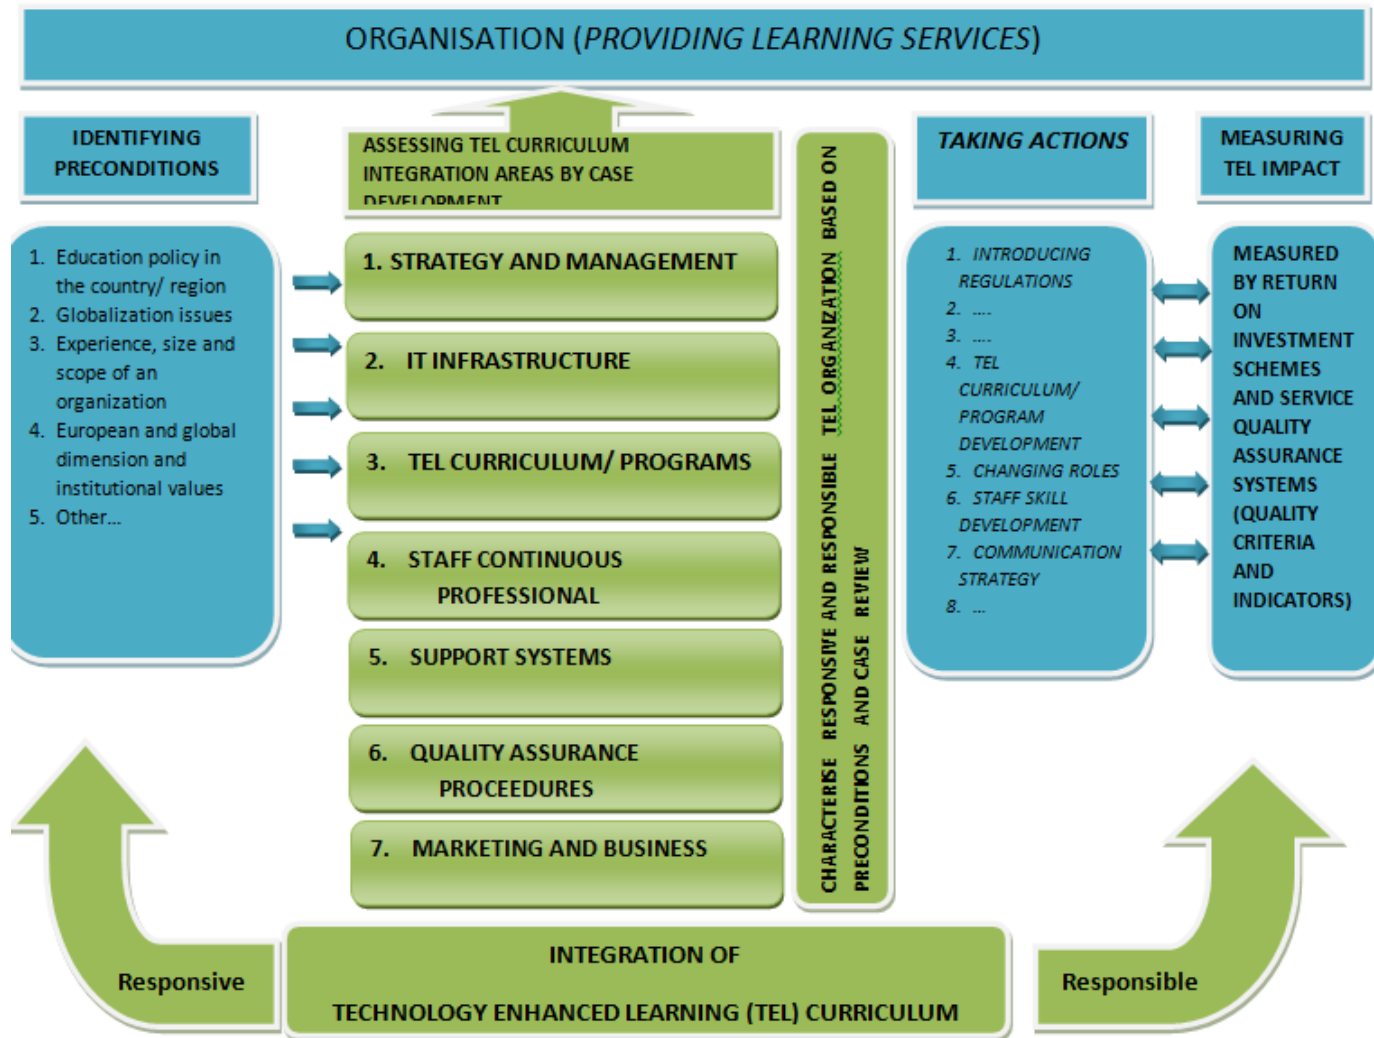 ORGANISATION (PROVIDING LEARNING SERVICES)
IDENTIFYING
PRECONDITIONS
1. Education policy in
the country/ region
2. Globalization issues
3. Experience, size and
scope of an
organization
4. European and global
dimension and
institutional values
5. Other...
ASSESSING TEL CURRICULUM
INTEGRATION AREAS BY CASE
DEVELOPMENT
1. STRATEGY AND MANAGEMENT
2. IT INFRASTRUCTURE
3. TEL CURRICULUM/ PROGRAMS
4. STAFF CONTINUOUS
PROFESSIONAL
5. SUPPORT SYSTEMS
6. QUALITY ASSURANCE
PROCEEDURES
7. MARKETING AND BUSINESS
CHARACTERISE RESPONSIVE AND RESPONSIBLE TEL ORGANIZATION BASED ON
PRECONDITIONS AND CASE REVIEW
TAKING ACTIONS
1. INTRODUCING
REGULATIONS
2. ....
3. ....
4. TEL
CURRICULUM/
PROGRAM
DEVELOPMENT
5. CHANGING ROLES
6. STAFF SKILL
DEVELOPMENT
7. COMMUNICATION
STRATEGY
8. ...
MEASURING
TEL IMPACT
MEASURED
BY RETURN
ON
INVESTMENT
SCHEMES
AND SERVICE
QUALITY
ASSURANCE
SYSTEMS
(QUALITY
CRITERIA
AND
INDICATORS)
Responsive
INTEGRATION OF
TECHNOLOGY ENHANCED LEARNING (TEL) CURRICULUM
Responsible